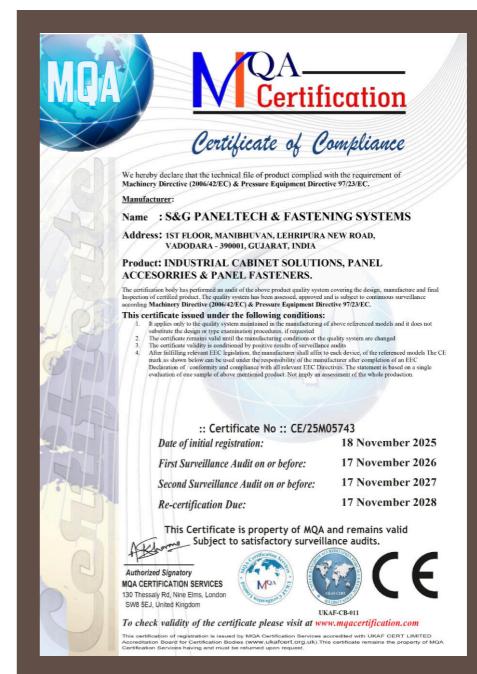 MQA
MQA
Certification
Certificate of Compliance
We hereby declare that the technical file of product complied with the requirement of
Machinery Directive (2006/42/EC) & Pressure Equipment Directive 97/23/EC.
Manufacturer:
Name : S&G PANELTECH & FASTENING SYSTEMS
Address: 1ST FLOOR, MANIBHUVAN, LEHRIPURA NEW ROAD,
VADODARA - 390001, GUJARAT, INDIA
Product: INDUSTRIAL CABINET SOLUTIONS, PANEL
ACCESORRIES & PANEL FASTENERS.
The certification body has performed an audit of the above product quality system covering the design, manufacture and final
Inspection of certified product. The quality system has been assessed, approved and is subject to continuous surveillance
according Machinery Directive (2006/42/EC) & Pressure Equipment Directive 97/23/EC.
This certificate issued under the following conditions:
1. It applies only to the quality system maintained in the manufacturing of above referenced models and it does not
substitute the design or type examination procedures, if requested
2. The certificate remains valid until the manufacturing conditions or the quality system are changed
3. The certificate validity is conditioned by positive results of surveillance audits
4. After fulfilling relevant EEC legislation, the manufacturer shall affix to each device, of the referenced models The CE
mark as shown below can be used under the responsibility of the manufacturer after completion of an EEC
Declaration of conformity and compliance with all relevant EEC Directives. The statement is based on a single
evaluation of one sample of above mentioned product. Not imply an assessment of the whole production.
:: Certificate No :: CE/25M05743
Date of initial registration: 18 November 2025
First Surveillance Audit on or before: 17 November 2026
Second Surveillance Audit on or before: 17 November 2027
Re-certification Due: 17 November 2028
This Certificate is property of MQA and remains valid
Subject to satisfactory surveillance audits.
Authorized Signatory
MQA CERTIFICATION SERVICES
130 Thessaly Rd, Nine Elms, London
SW8 5EJ, United Kingdom
MQA
UKAF CERT
CE
UKAF-CB-011
To check validity of the certificate please visit at www.mqacertification.com
This certification of registration is issued by MQA Certification Services accredited with UKAF CERT LIMITED
Accreditation Board for Certification Bodies (www.ukafcert.org.uk).This certificate remains the property of MQA
Certification Services having and must be returned upon request.
Certificate